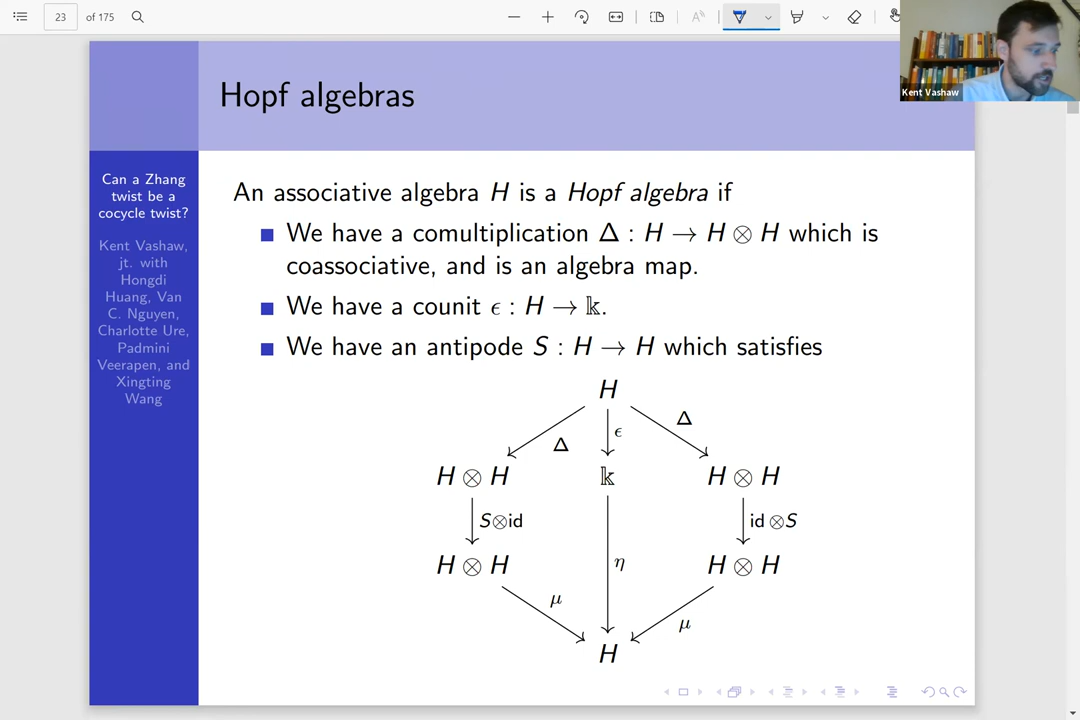 23 of 175
Kent Vashaw
Hopf algebras
Can a Zhang
twist be a
cocycle twist?
Kent Vashaw,
jt. with
Hongdi
Huang, Van
C. Nguyen,
Charlotte Ure,
Padmini
Veerapen, and
Xingting
Wang
An associative algebra H is a Hopf algebra if
We have a comultiplication Δ : H → H ⊗ H which is
coassociative, and is an algebra map.
We have a counit ϵ : H → 𝕜.
We have an antipode S : H → H which satisfies
H
Δ ϵ Δ
H ⊗ H 𝕜 H ⊗ H
S⊗id id ⊗S
H ⊗ H η H ⊗ H
μ μ
H